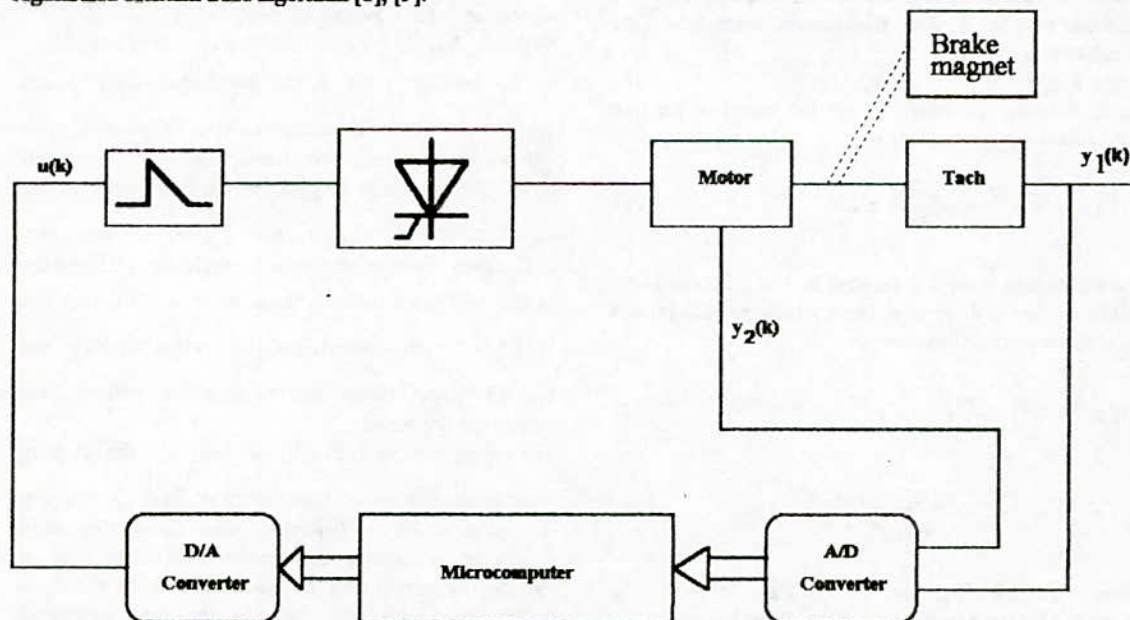 Brake
magnet
u(k)
Motor
Tach
y1(k)
y2(k)
D/A
Converter
Microcomputer
A/D
Converter